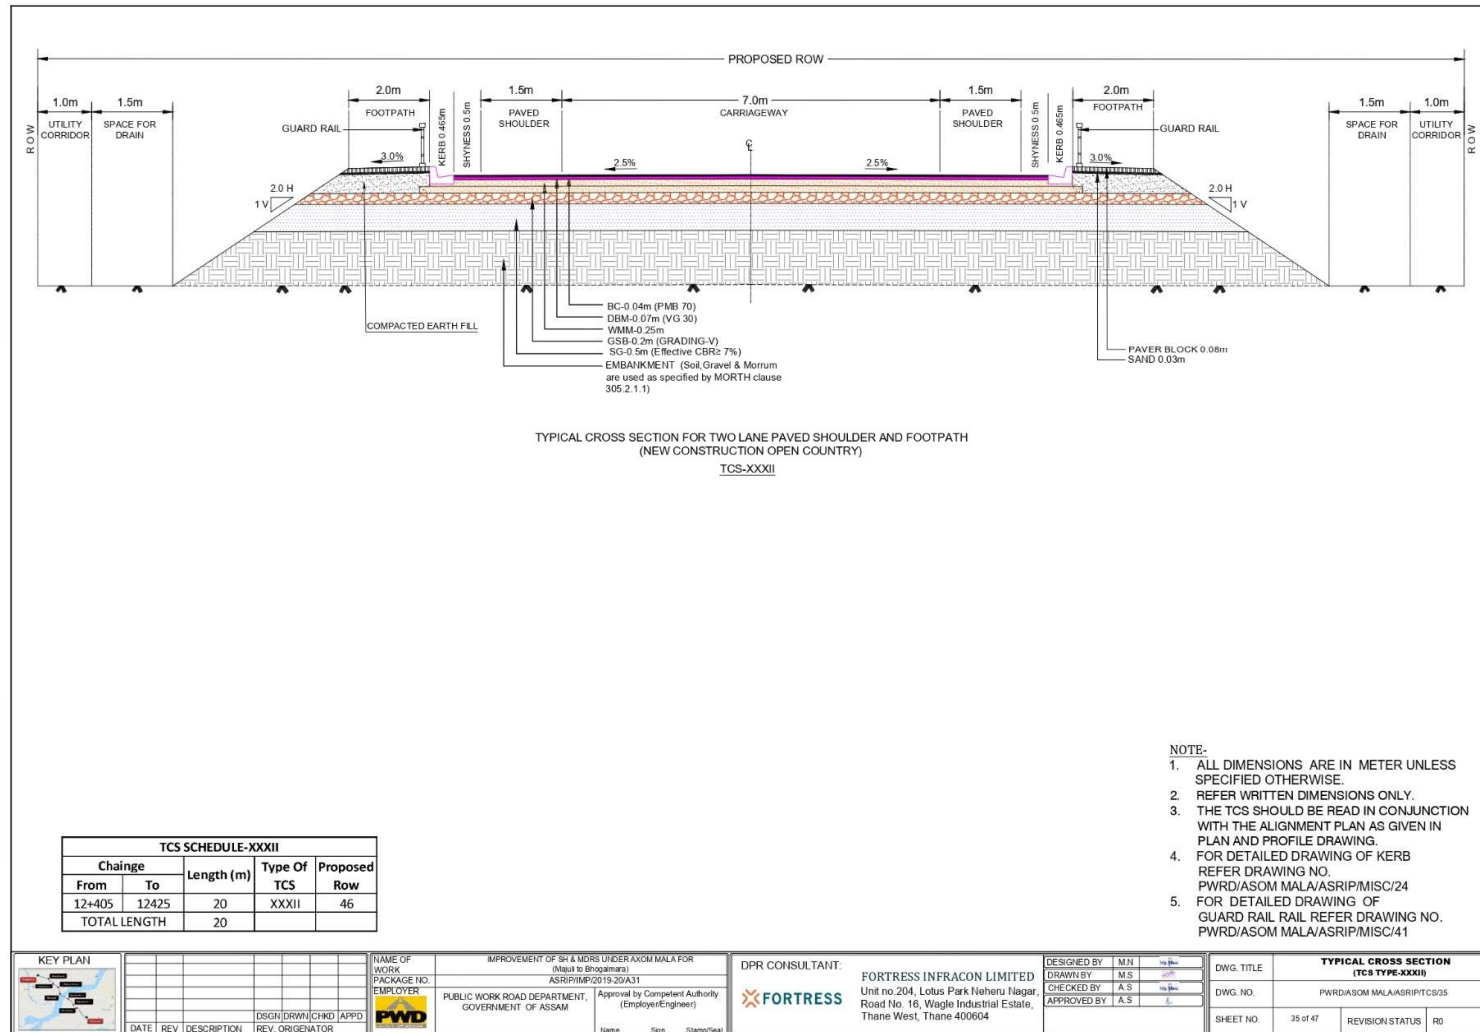 PROPOSED ROW
1.0m
UTILITY
CORRIDOR
1.5m
SPACE FOR
DRAIN
2.0m
FOOTPATH
KERB 0.465m
SHYNESS 0.5m
1.5m
PAVED
SHOULDER
7.0m
CARRIAGEWAY
1.5m
PAVED
SHOULDER
SHYNESS 0.5m
KERB 0.465m
2.0m
FOOTPATH
1.5m
SPACE FOR
DRAIN
1.0m
UTILITY
CORRIDOR
R O W
R O W
GUARD RAIL
GUARD RAIL
3.0%
2.5%
2.5%
3.0%
2.0 H
1 V
2.0 H
1 V
COMPACTED EARTH FILL
BC-0.04m (PMB 70)
DBM-0.07m (VG 30)
WMM-0.25m
GSB-0.2m (GRADING-V)
SG-0.5m (Effective CBR≥ 7%)
EMBANKMENT (Soil,Gravel & Morrum
are used as specified by MORTH clause
305.2.1.1)
PAVER BLOCK 0.08m
SAND 0.03m
TYPICAL CROSS SECTION FOR TWO LANE PAVED SHOULDER AND FOOTPATH
(NEW CONSTRUCTION OPEN COUNTRY)
TCS-XXXII
NOTE-
1. ALL DIMENSIONS ARE IN METER UNLESS
SPECIFIED OTHERWISE.
2. REFER WRITTEN DIMENSIONS ONLY.
3. THE TCS SHOULD BE READ IN CONJUNCTION
WITH THE ALIGNMENT PLAN AS GIVEN IN
PLAN AND PROFILE DRAWING.
4. FOR DETAILED DRAWING OF KERB
REFER DRAWING NO.
PWRD/ASOM MALA/ASRIP/MISC/24
5. FOR DETAILED DRAWING OF
GUARD RAIL RAIL REFER DRAWING NO.
PWRD/ASOM MALA/ASRIP/MISC/41
TCS SCHEDULE-XXXII
Chainge Length (m) Type Of TCS Proposed Row
From To
12+405 12425 20 XXXII 46
TOTAL LENGTH 20
KEY PLAN
DSGN DRWN CHKD APPD
DATE REV DESCRIPTION REV. ORIGENATOR
NAME OF
WORK
IMPROVEMENT OF SH & MDRS UNDER AXOM MALA FOR
(Majuli to Bhogaimara)
PACKAGE NO.
ASRIP/IMP/2019-20/A31
EMPLOYER
PWD
PUBLIC WORK ROAD DEPARTMENT,
GOVERNMENT OF ASSAM
Approval by Competent Authority
(Employer/Engineer)
Name Sign Stamp/Seal
DPR CONSULTANT:
FORTRESS
FORTRESS INFRACON LIMITED
Unit no.204, Lotus Park Neheru Nagar,
Road No. 16, Wagle Industrial Estate,
Thane West, Thane 400604
DESIGNED BY M.N
DRAWN BY M.S
CHECKED BY A.S
APPROVED BY A.S
DWG. TITLE
TYPICAL CROSS SECTION
(TCS TYPE-XXXII)
DWG. NO. PWRD/ASOM MALA/ASRIP/TCS/35
SHEET NO. 35 of 47 REVISION STATUS R0